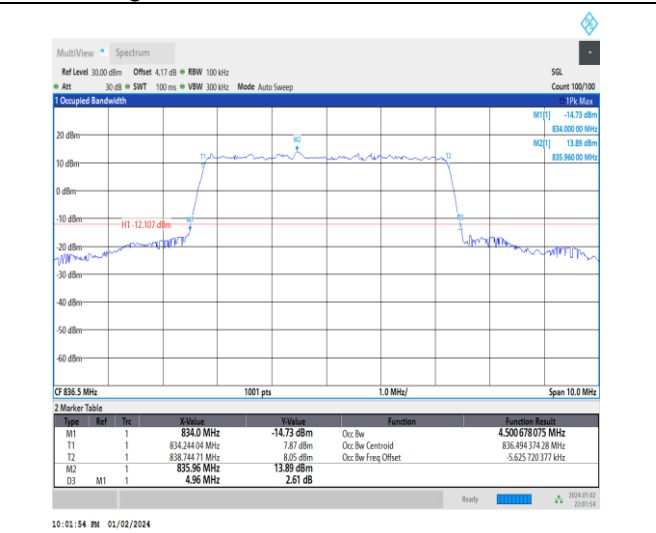 MultiView Spectrum
Ref Level 30.00 dBm Offset 4.17 dB RBW 100 kHz SGL
Att 30 dB SWT 100 ms VBW 300 kHz Mode Auto Sweep Count 100/100
1 Occupied Bandwidth 1Pk Max
M1[1] -14.73 dBm
834.000 00 MHz
M2[1] 13.89 dBm
835.960 00 MHz
20 dBm
M2
T1
T2
10 dBm
0 dBm
-10 dBm
M1
D3
H1 -12.107 dBm
-20 dBm
-30 dBm
-40 dBm
-50 dBm
-60 dBm
CF 836.5 MHz 1001 pts 1.0 MHz/ Span 10.0 MHz
2 Marker Table
Type Ref Trc X-Value Y-Value Function Function Result
M1 1 834.0 MHz -14.73 dBm Occ Bw 4.500 678 075 MHz
T1 1 834.244 04 MHz 7.87 dBm Occ Bw Centroid 836.494 374 28 MHz
T2 1 838.744 71 MHz 8.05 dBm Occ Bw Freq Offset -5.625 720 377 kHz
M2 1 835.96 MHz 13.89 dBm
D3 M1 1 4.96 MHz 2.61 dB
Ready 2024-01-02
22:01:54
10:01:54 PM 01/02/2024